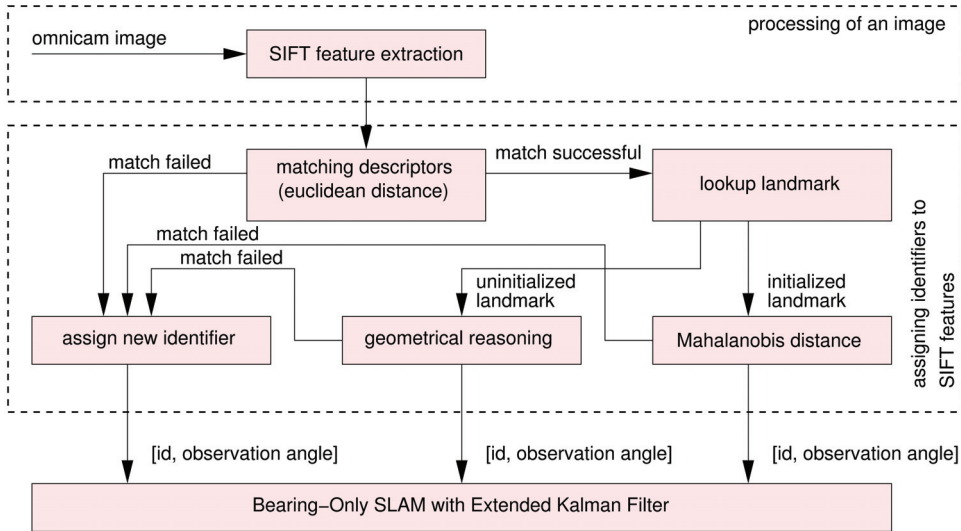 processing of an image
omnicam image
SIFT feature extraction
match failed
matching descriptors
(euclidean distance)
match successful
lookup landmark
match failed
match failed
uninitialized
landmark
initialized
landmark
assigning identifiers to
SIFT features
assign new identifier
geometrical reasoning
Mahalanobis distance
[id, observation angle]
[id, observation angle]
[id, observation angle]
Bearing−Only SLAM with Extended Kalman Filter